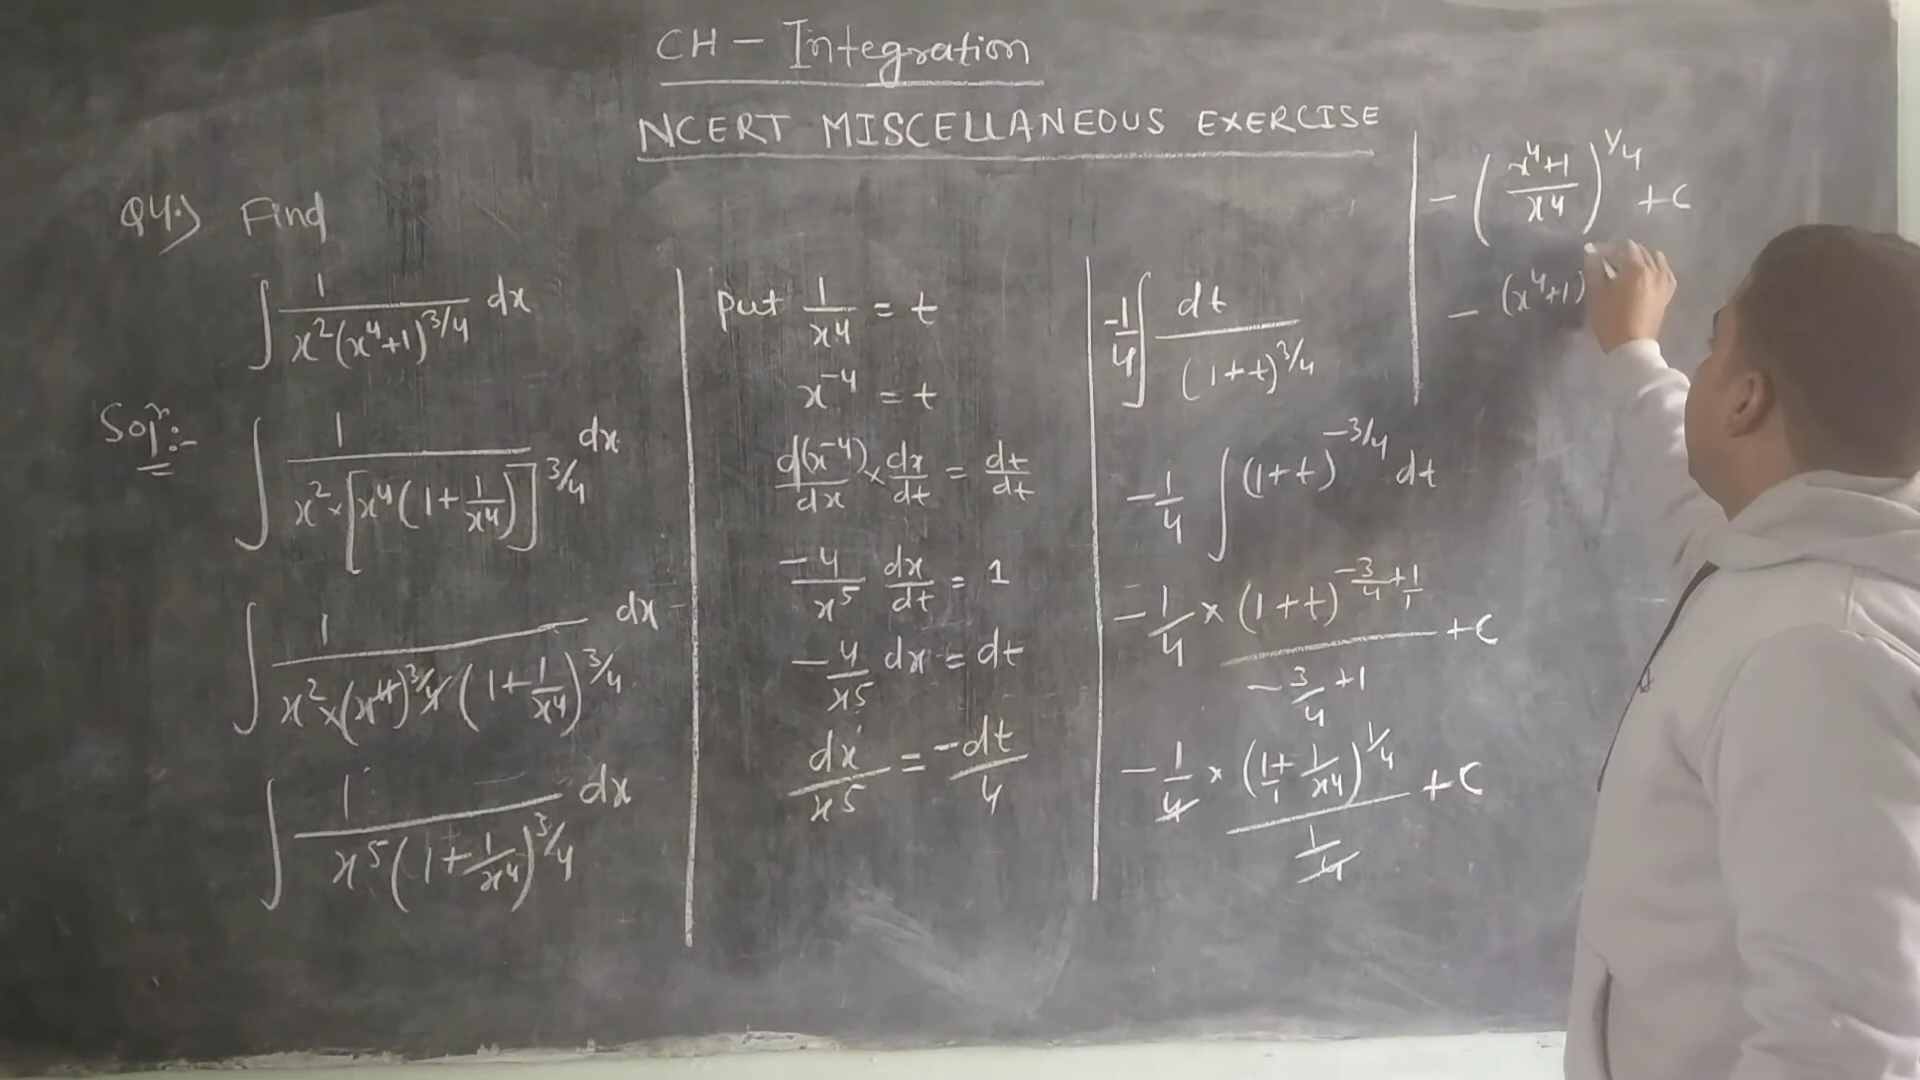 CH - Integration
NCERT MISCELLANEOUS EXERCISE
Q4.) Find
∫ 1/(x²(x⁴+1)^3/4) dx
Solⁿ:-
∫ 1/(x² × [x⁴(1 + 1/x⁴)]^3/4) dx
∫ 1/(x² × (x⁴)^3/4 (1 + 1/x⁴)^3/4) dx
∫ 1/(x⁵(1 + 1/x⁴)^3/4) dx
put 1/x⁴ = t
x⁻⁴ = t
d(x⁻⁴)/dx × dx/dt = dt/dt
-4/x⁵ dx/dt = 1
-4/x⁵ dx = dt
dx/x⁵ = -dt/4
-1/4 ∫ dt/(1+t)^3/4
-1/4 ∫ (1+t)^-3/4 dt
-1/4 × (1+t)^(-3/4 + 1/1)/(-3/4 + 1) + C
-1/4 × (1/1 + 1/x⁴)^1/4/(1/4) + C
- ((x⁴+1)/x⁴)^1/4 + C
- (x⁴+1)